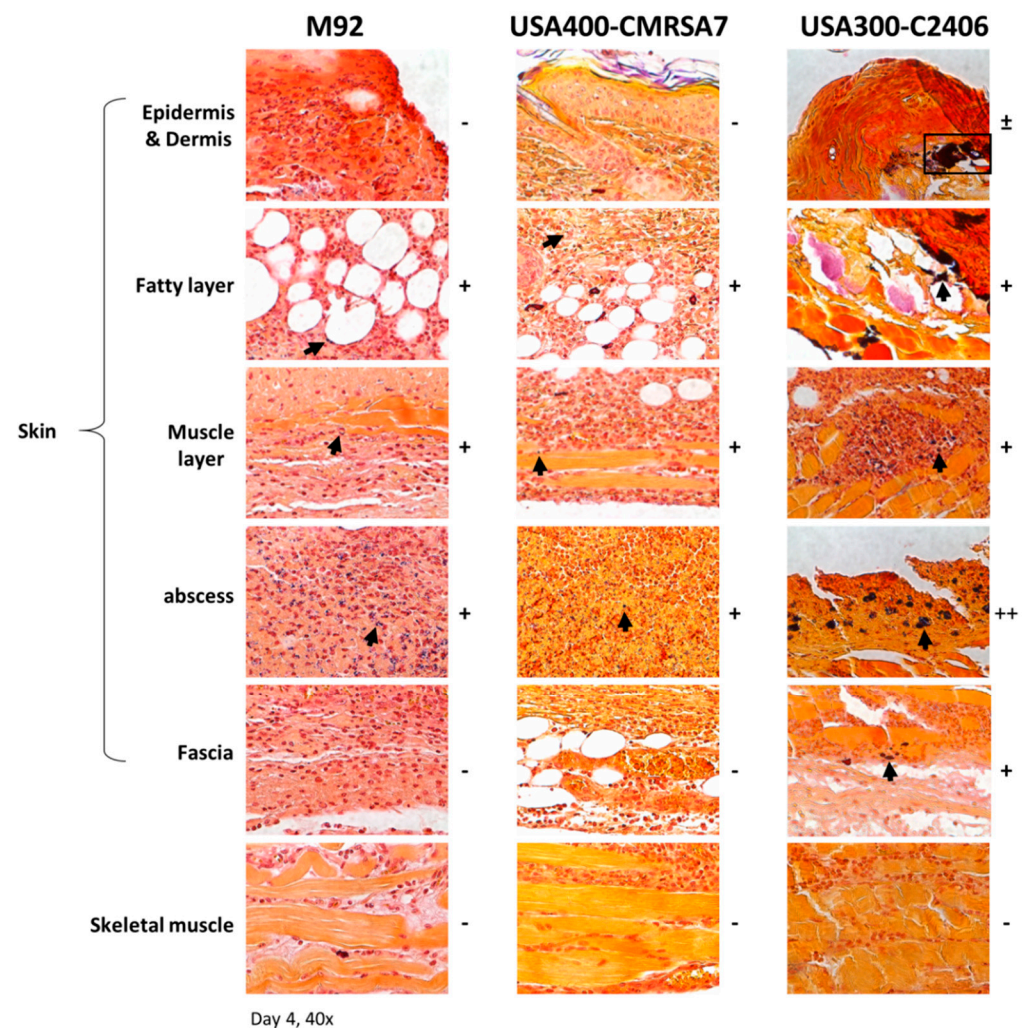 M92 USA400-CMRSA7 USA300-C2406
Epidermis
& Dermis - - ±
Fatty layer + + +
Skin
Muscle
layer + + +
abscess + + ++
Fascia - - +
Skeletal muscle - - -
Day 4, 40x